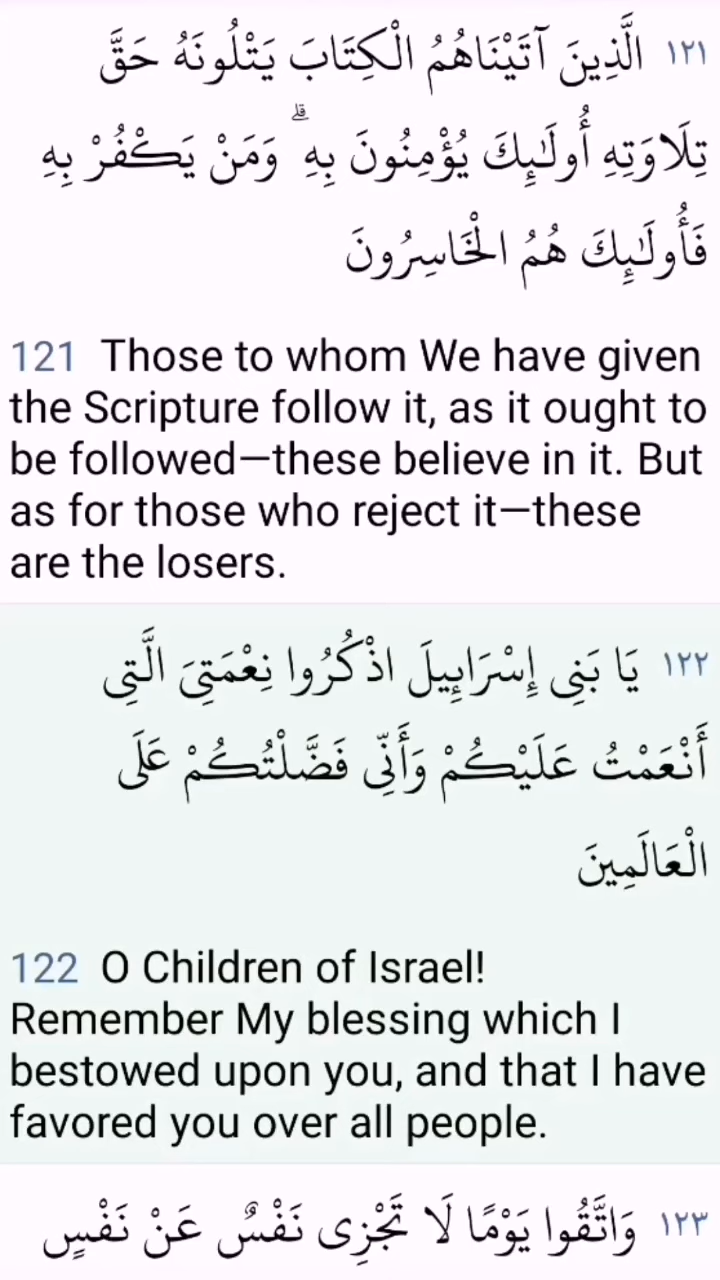 ١٢١ الَّذِينَ آتَيْنَاهُمُ الْكِتَابَ يَتْلُونَهُ حَقَّ
تِلَاوَتِهِ أُولَٰئِكَ يُؤْمِنُونَ بِهِ ۗ وَمَنْ يَكْفُرْ بِهِ
فَأُولَٰئِكَ هُمُ الْخَاسِرُونَ
121 Those to whom We have given
the Scripture follow it, as it ought to
be followed—these believe in it. But
as for those who reject it—these
are the losers.
١٢٢ يَا بَنِي إِسْرَائِيلَ اذْكُرُوا نِعْمَتِيَ الَّتِي
أَنْعَمْتُ عَلَيْكُمْ وَأَنِّي فَضَّلْتُكُمْ عَلَى
الْعَالَمِينَ
122 O Children of Israel!
Remember My blessing which I
bestowed upon you, and that I have
favored you over all people.
١٢٣ وَاتَّقُوا يَوْمًا لَا تَجْزِي نَفْسٌ عَنْ نَفْسٍ